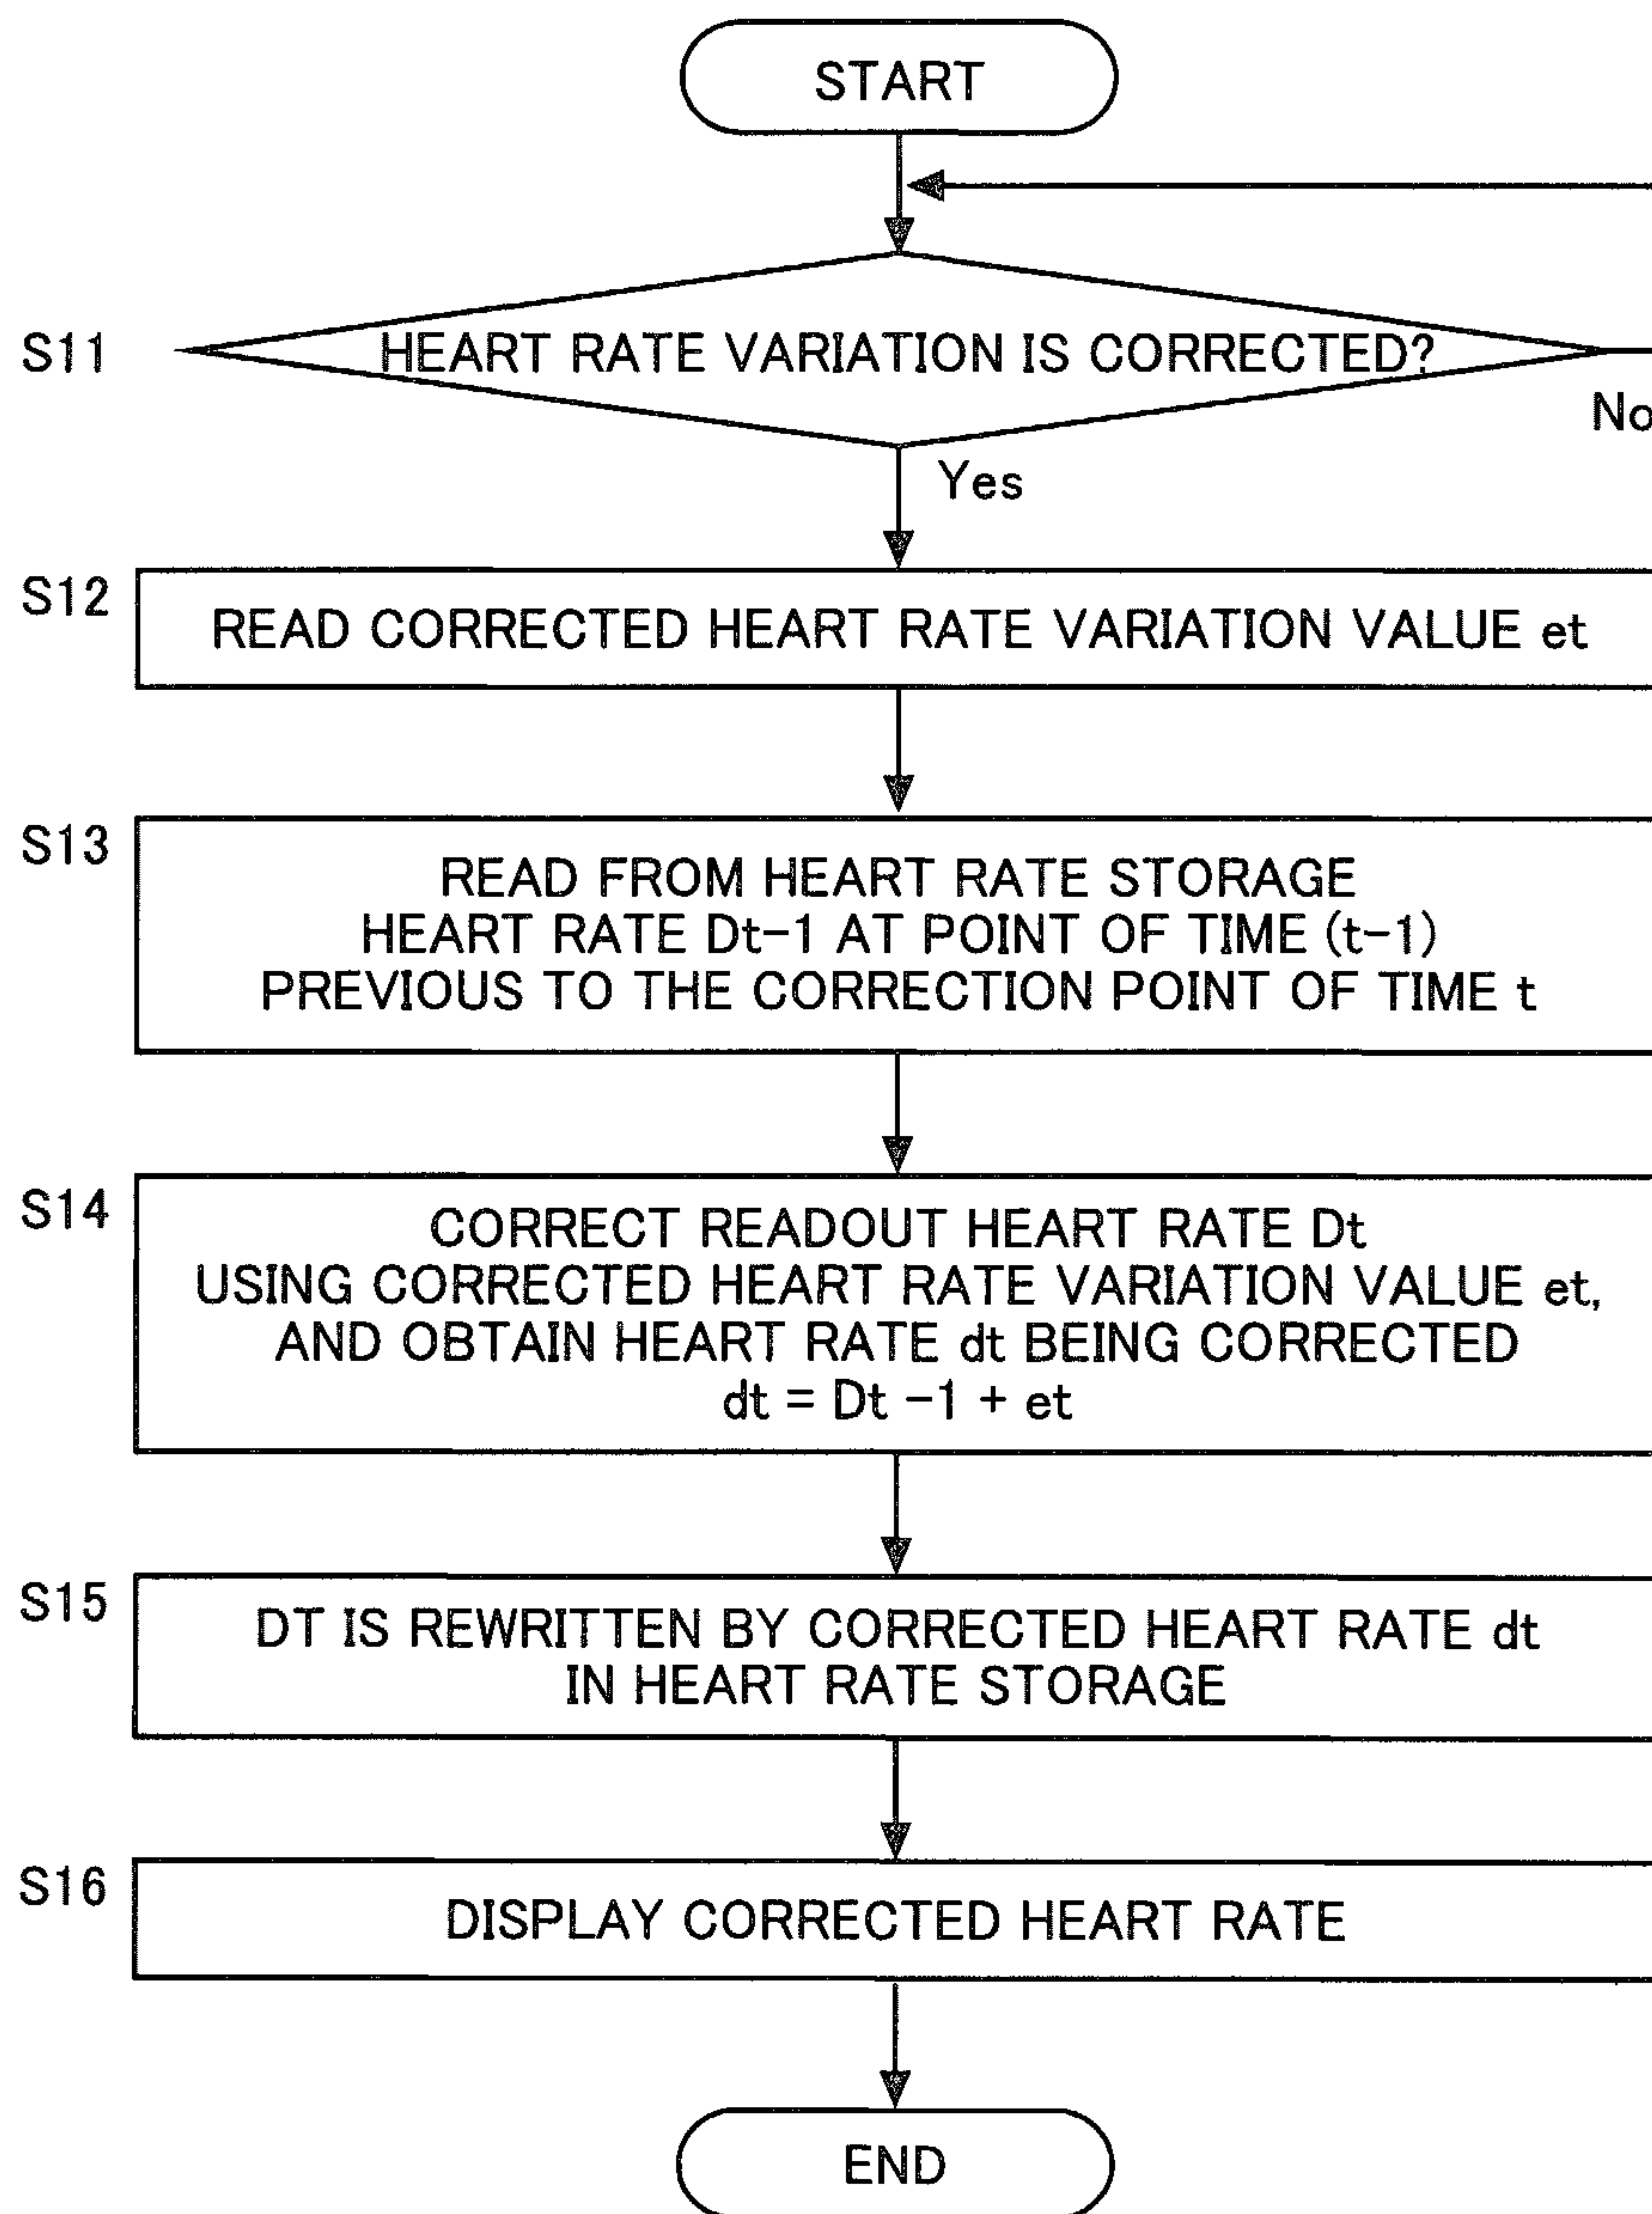 START
S11
HEART RATE VARIATION IS CORRECTED?
No
Yes
S12
READ CORRECTED HEART RATE VARIATION VALUE et
S13
READ FROM HEART RATE STORAGE
HEART RATE Dt-1 AT POINT OF TIME (t-1)
PREVIOUS TO THE CORRECTION POINT OF TIME t
S14
CORRECT READOUT HEART RATE Dt
USING CORRECTED HEART RATE VARIATION VALUE et,
AND OBTAIN HEART RATE dt BEING CORRECTED
dt = Dt -1 + et
S15
DT IS REWRITTEN BY CORRECTED HEART RATE dt
IN HEART RATE STORAGE
S16
DISPLAY CORRECTED HEART RATE
END